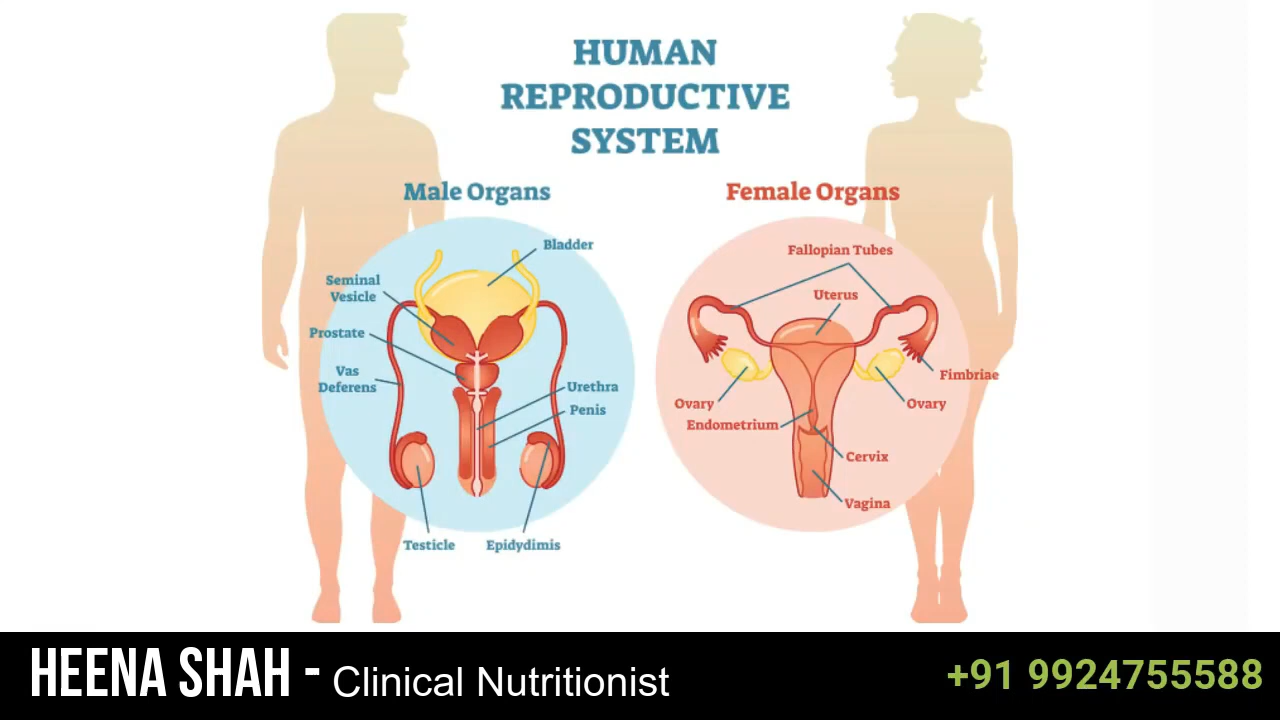 HUMAN
REPRODUCTIVE
SYSTEM
Male Organs
Bladder
Seminal
Vesicle
Prostate
Vas
Deferens
Urethra
Penis
Testicle
Epidydimis
Female Organs
Fallopian Tubes
Uterus
Fimbriae
Ovary
Ovary
Endometrium
Cervix
Vagina
HEENA SHAH - Clinical Nutritionist
+91 9924755588